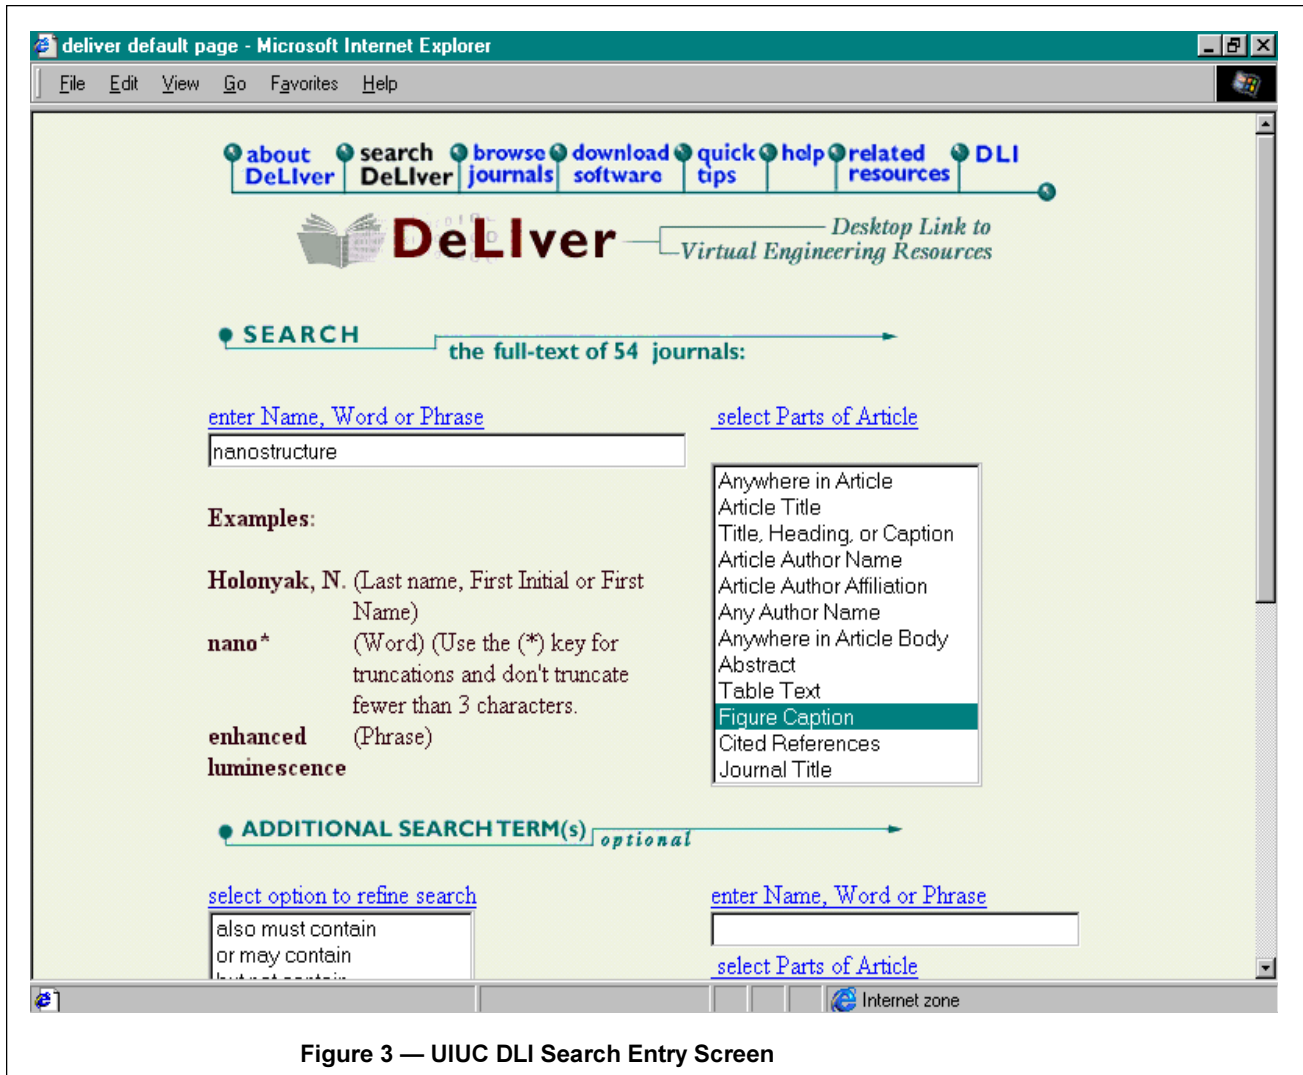 deliver default page - Microsoft Internet Explorer
File Edit View Go Favorites Help
about DeLIver
search DeLIver
browse journals
download software
quick tips
help
related resources
DLI
DeLIver
Desktop Link to
Virtual Engineering Resources
SEARCH
the full-text of 54 journals:
enter Name, Word or Phrase
nanostructure
Examples:
Holonyak, N. (Last name, First Initial or First
Name)
nano* (Word) (Use the (*) key for
truncations and don't truncate
fewer than 3 characters.
enhanced (Phrase)
luminescence
select Parts of Article
Anywhere in Article
Article Title
Title, Heading, or Caption
Article Author Name
Article Author Affiliation
Any Author Name
Anywhere in Article Body
Abstract
Table Text
Figure Caption
Cited References
Journal Title
ADDITIONAL SEARCH TERM(s)
optional
select option to refine search
also must contain
or may contain
but not contain
enter Name, Word or Phrase
select Parts of Article
Internet zone
Figure 3 — UIUC DLI Search Entry Screen